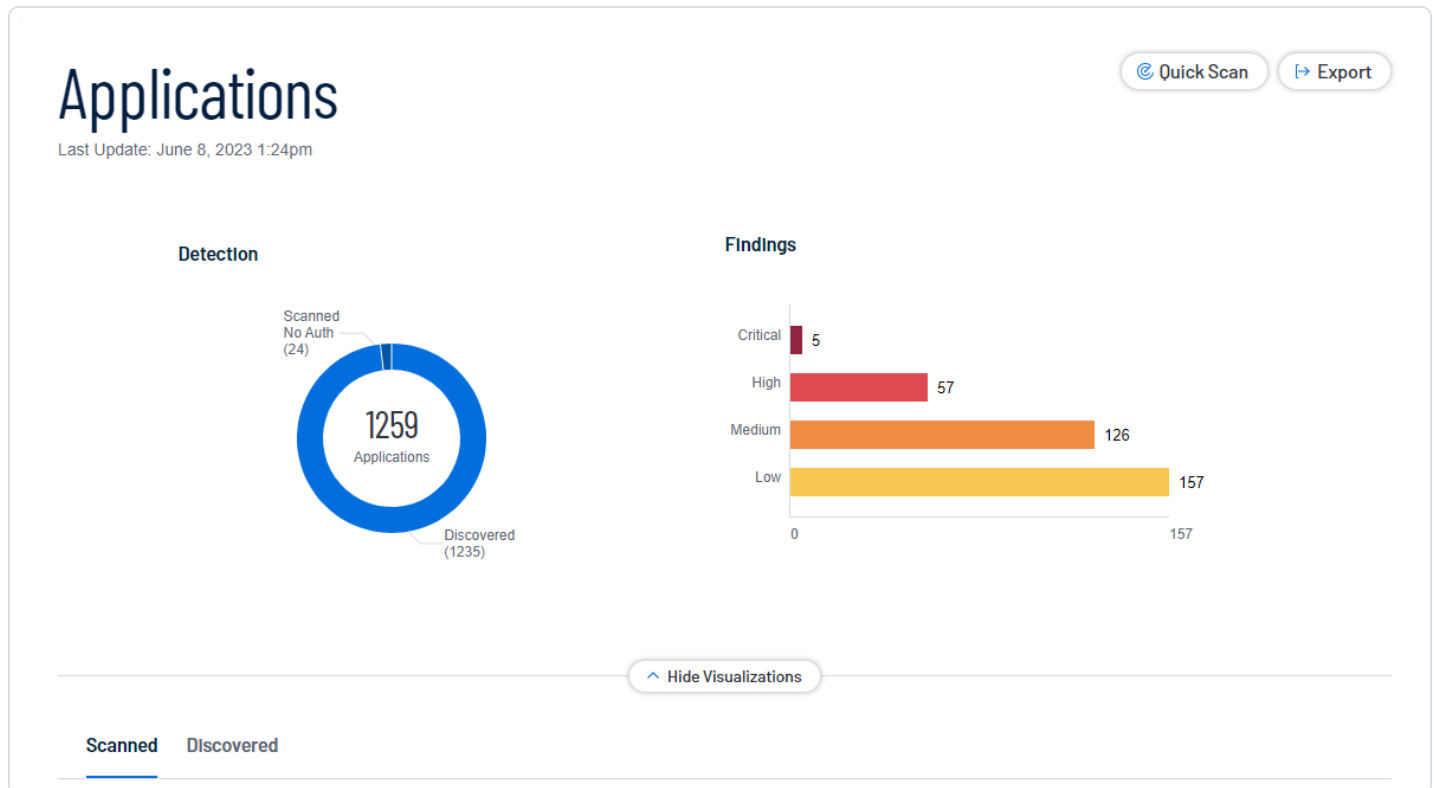 Applications
Quick Scan
Export
Last Update: June 8, 2023 1:24pm
Detection
Scanned
No Auth
(24)
1259
Applications
Discovered
(1235)
Findings
Critical
5
High
57
Medium
126
Low
157
0
157
Hide Visualizations
Scanned
Discovered